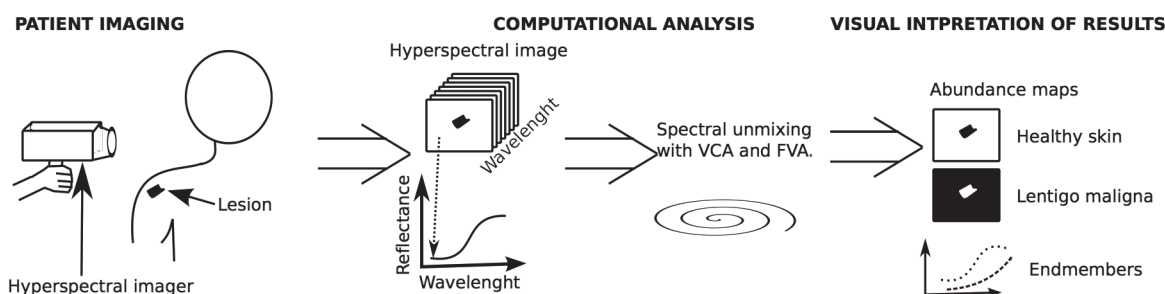 PATIENT IMAGING
Hyperspectral imager
Lesion
COMPUTATIONAL ANALYSIS
Hyperspectral image
Wavelenght
Reflectance
Wavelenght
Spectral unmixing
with VCA and FVA.
VISUAL INTPRETATION OF RESULTS
Abundance maps
Healthy skin
Lentigo maligna
Endmembers